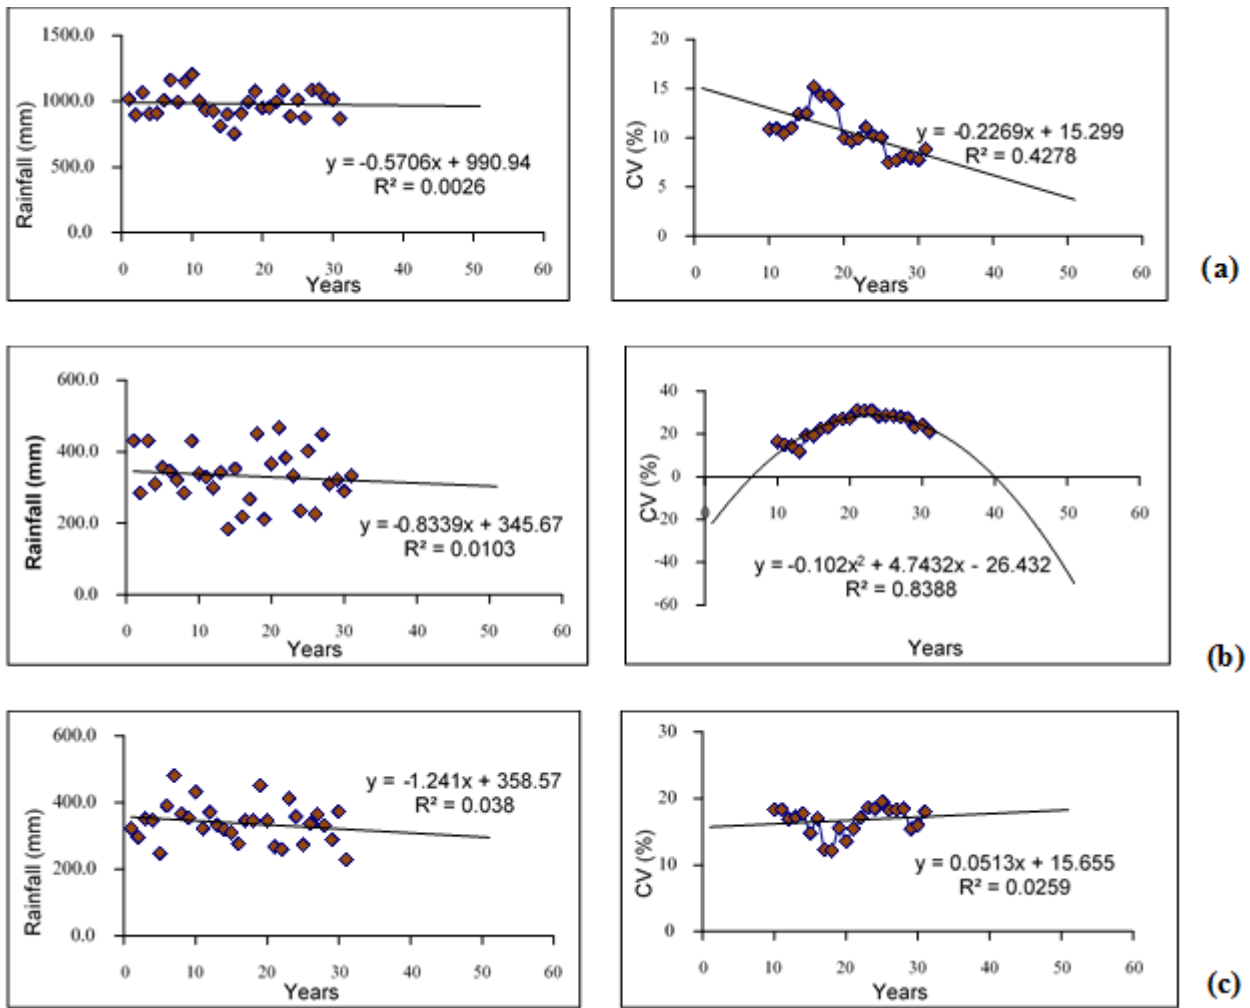 1500.0
1000.0
500.0
0.0
Rainfall (mm)
y = -0.5706x + 990.94
R² = 0.0026
0 10 20 30 40 50 60
Years
20
15
10
5
0
CV (%)
y = -0.2269x + 15.299
R² = 0.4278
0 10 20 30 40 50 60
Years
(a)
600.0
400.0
200.0
0.0
Rainfall (mm)
y = -0.8339x + 345.67
R² = 0.0103
0 10 20 30 40 50 60
Years
40
20
0
-20
-40
-60
CV (%)
0 10 20 30 40 50 60
y = -0.102x² + 4.7432x - 26.432
R² = 0.8388
Years
(b)
600.0
400.0
200.0
0.0
Rainfall (mm)
y = -1.241x + 358.57
R² = 0.038
0 10 20 30 40 50 60
Years
30
20
10
0
CV (%)
y = 0.0513x + 15.655
R² = 0.0259
0 10 20 30 40 50 60
Years
(c)